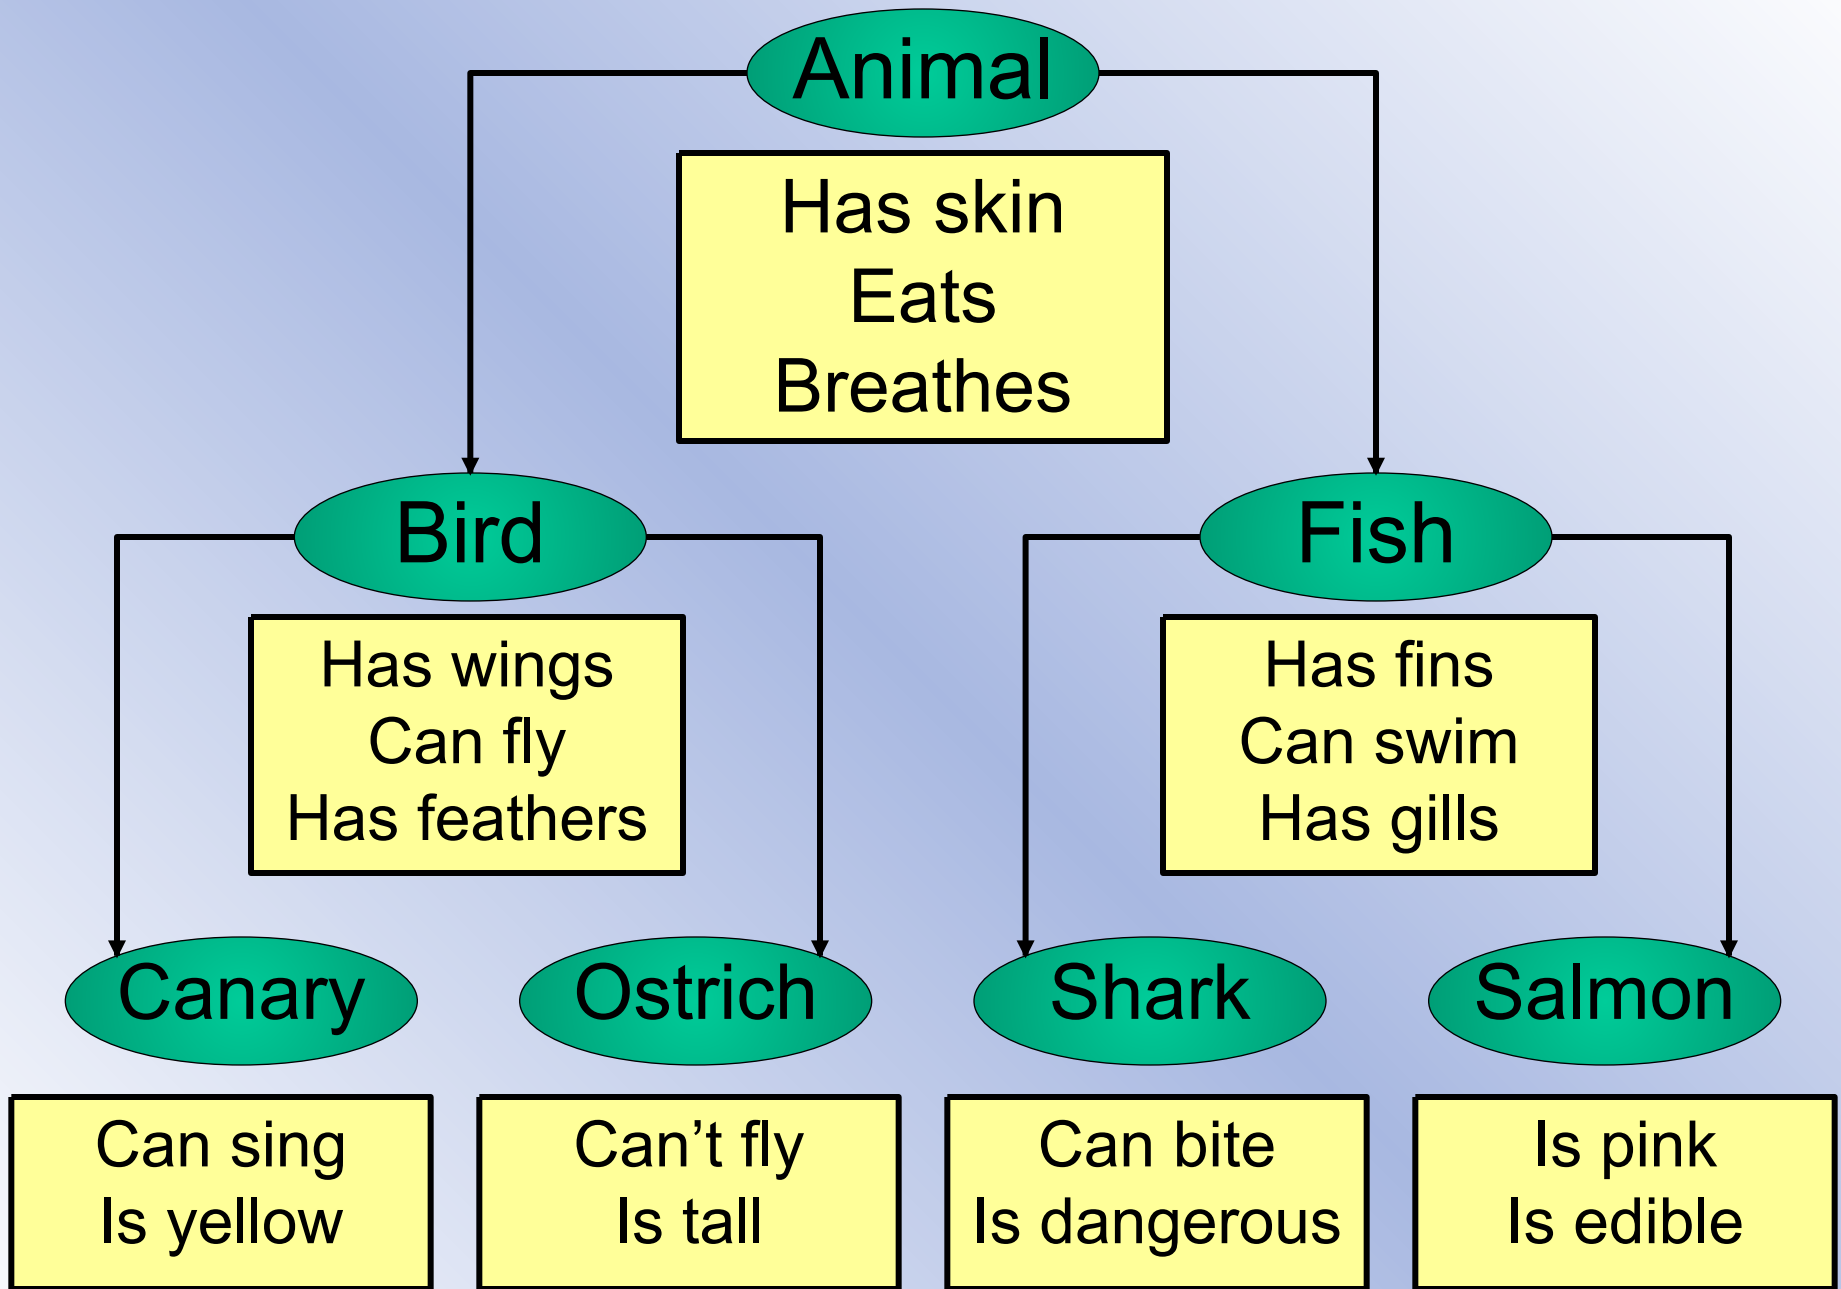 Animal
Has skin
Eats
Breathes
Bird
Has wings
Can fly
Has feathers
Fish
Has fins
Can swim
Has gills
Canary
Can sing
Is yellow
Ostrich
Can’t fly
Is tall
Shark
Can bite
Is dangerous
Salmon
Is pink
Is edible